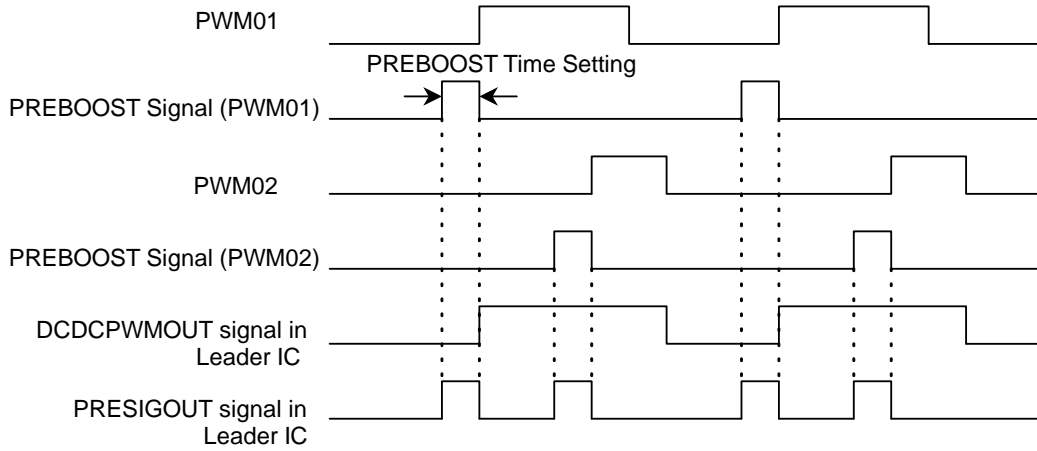 PWM01
PREBOOST Time Setting
PREBOOST Signal (PWM01)
PWM02
PREBOOST Signal (PWM02)
DCDCPWMOUT signal in
Leader IC
PRESIGOUT signal in
Leader IC